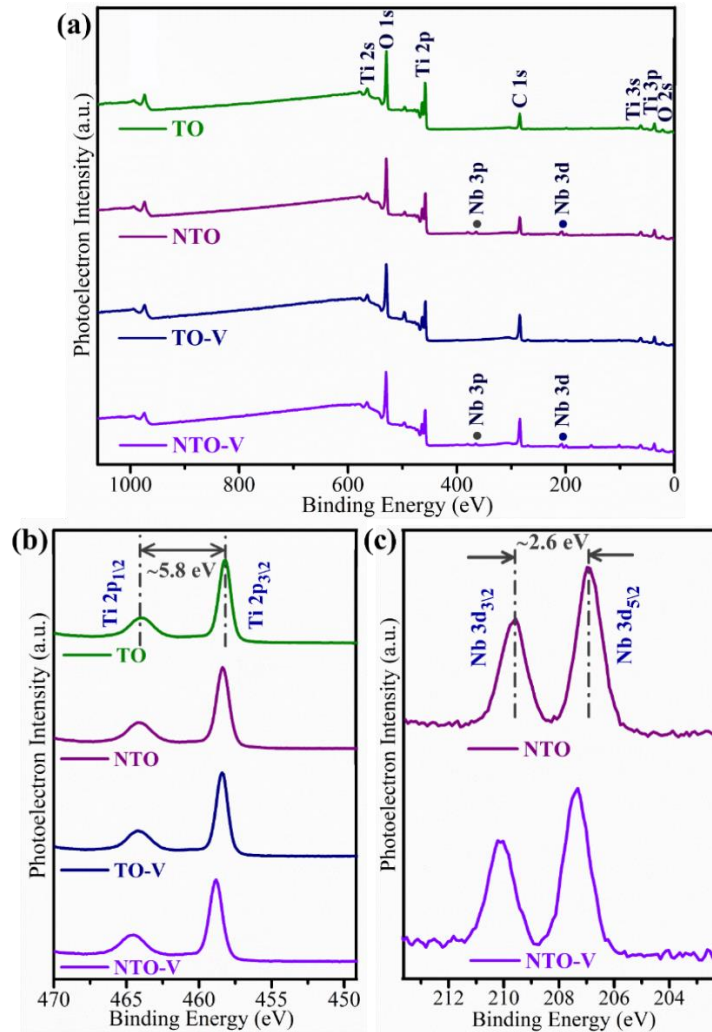 (a)
Photoelectron Intensity (a.u.)
Ti 2s
O 1s
Ti 2p
C 1s
Ti 3s
Ti 3p
O 2s
TO
Nb 3p
Nb 3d
NTO
TO-V
Nb 3p
Nb 3d
NTO-V
1000 800 600 400 200 0
Binding Energy (eV)
(b)
Photoelectron Intensity (a.u.)
~5.8 eV
Ti 2p1\2
Ti 2p3\2
TO
NTO
TO-V
NTO-V
470 465 460 455 450
Binding Energy (eV)
(c)
Photoelectron Intensity (a.u.)
~2.6 eV
Nb 3d3\2
Nb 3d5\2
NTO
NTO-V
212 210 208 206 204
Binding Energy (eV)